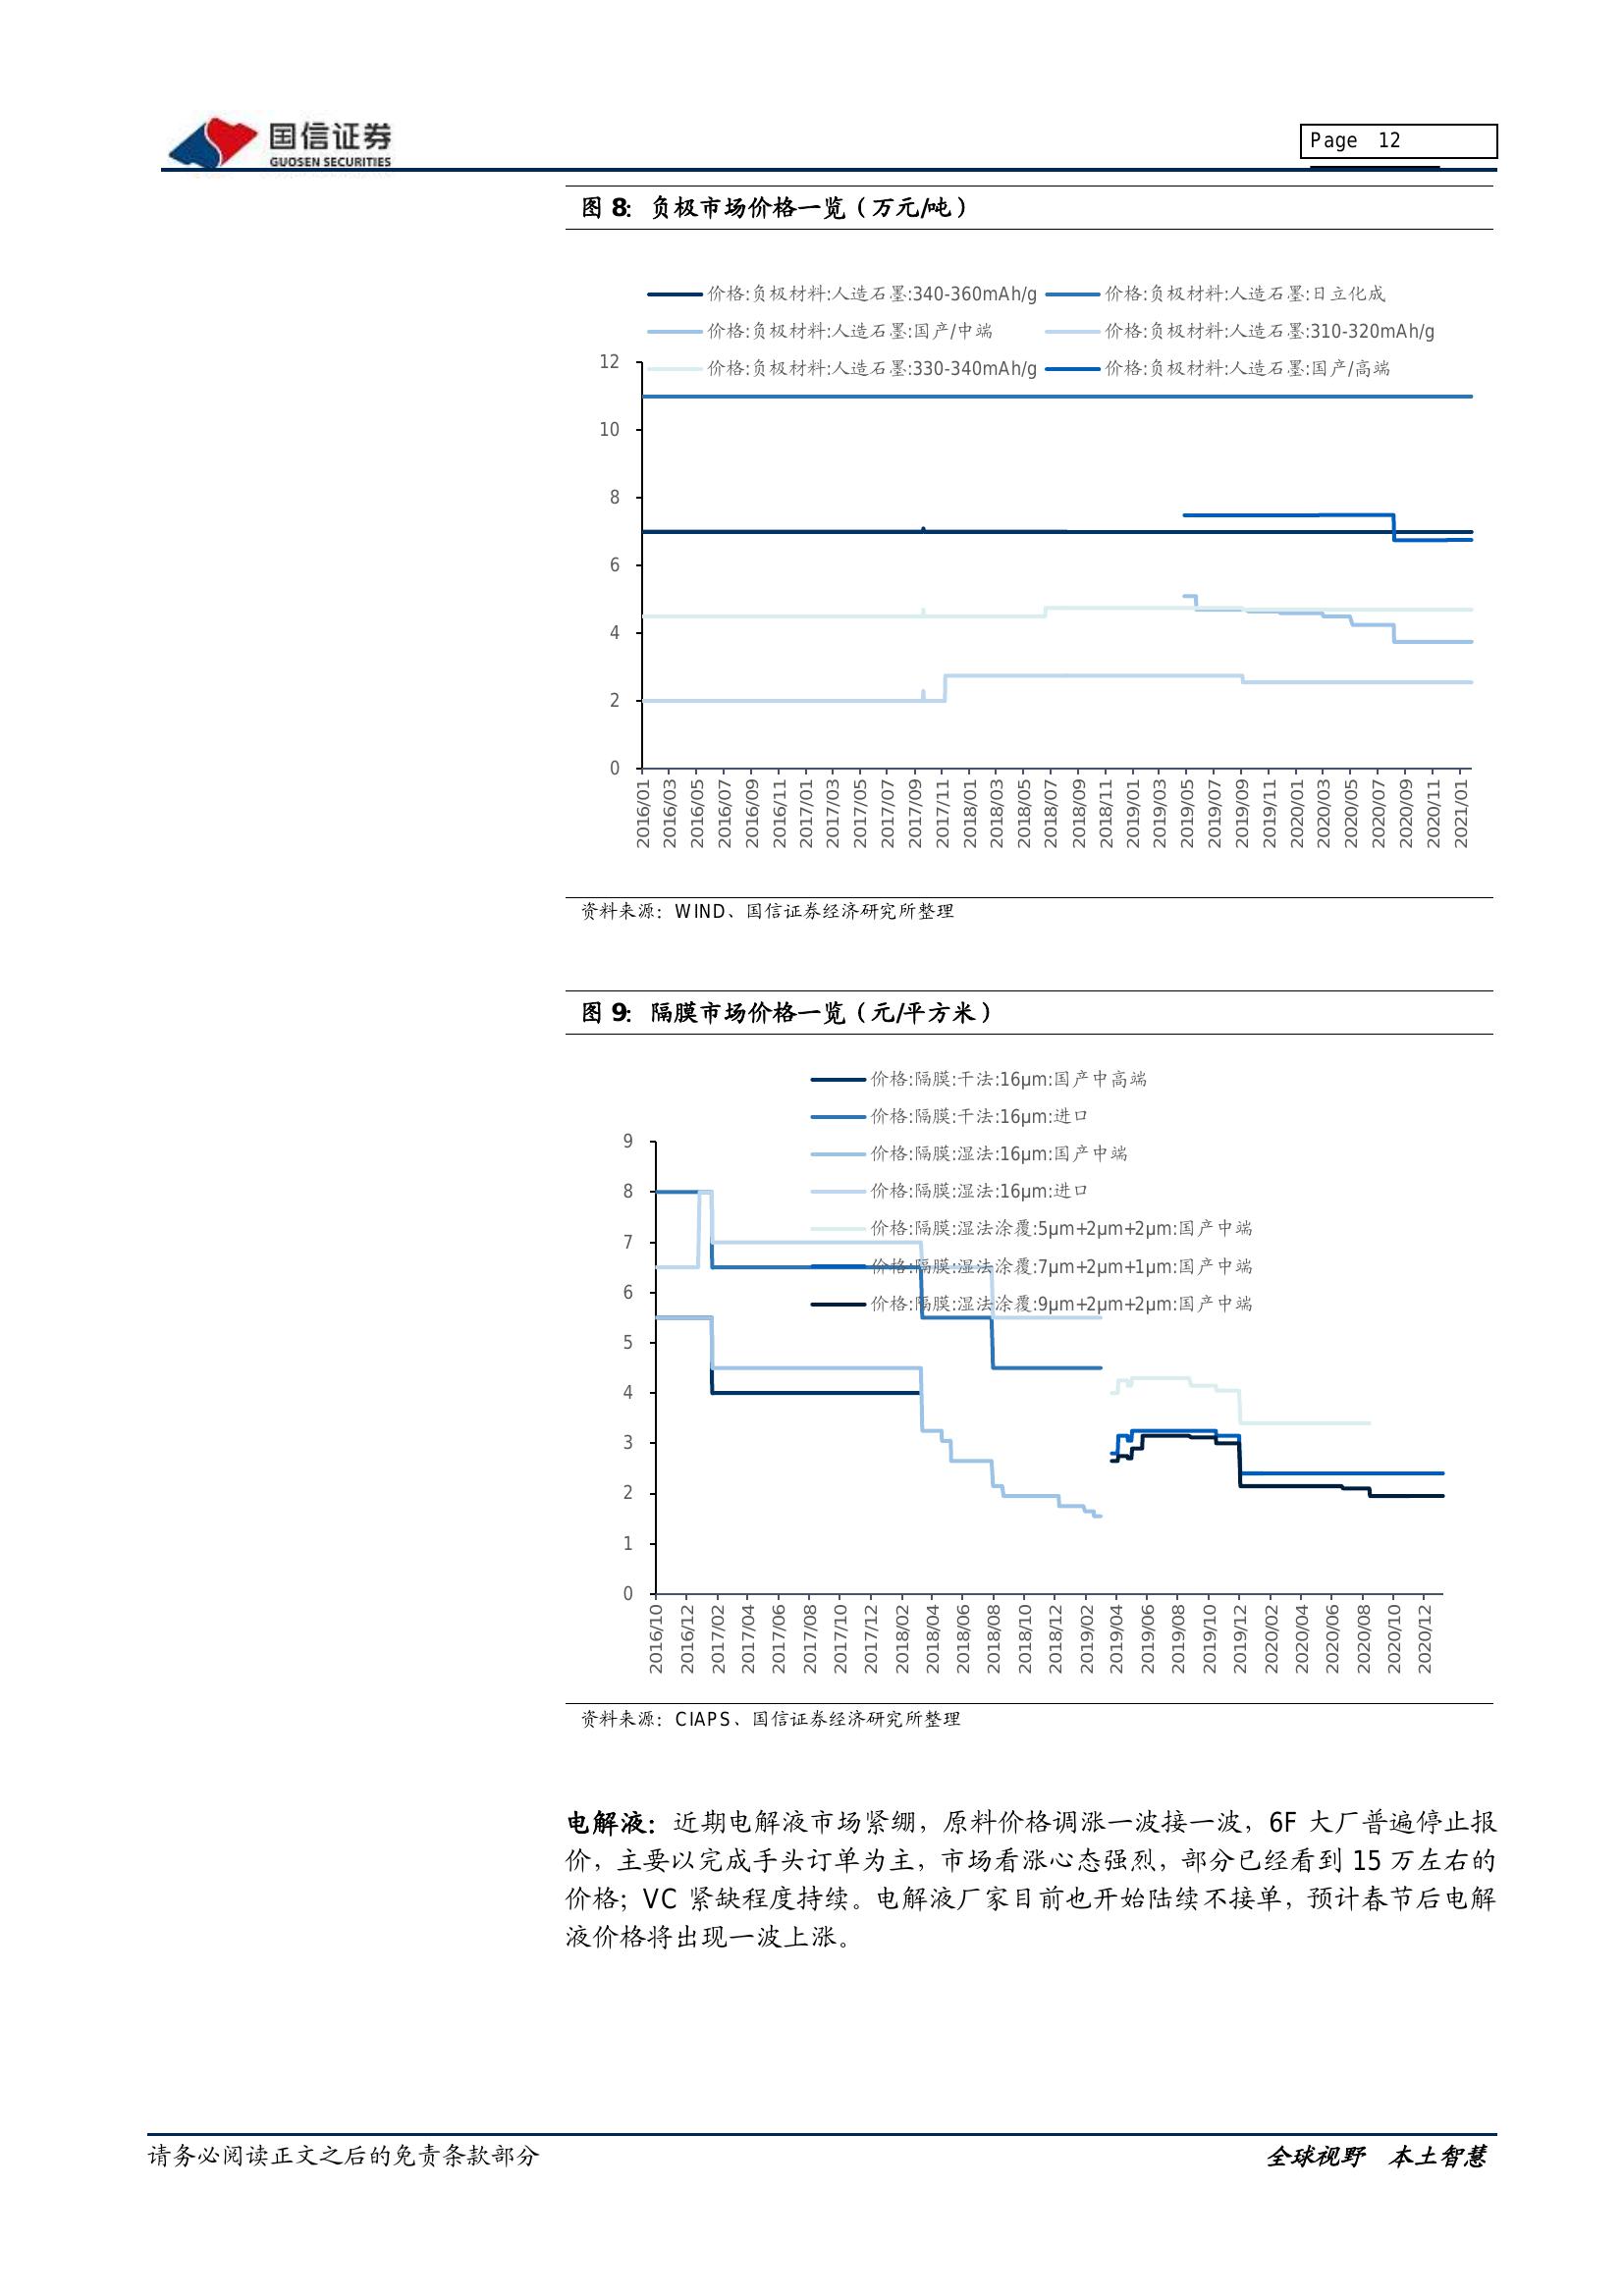 国信证券
GUOSEN SECURITIES
Page 12
图 8: 负极市场价格一览（万元/吨）
价格:负极材料:人造石墨:340-360mAh/g 价格:负极材料:人造石墨:日立化成
价格:负极材料:人造石墨:国产/中端 价格:负极材料:人造石墨:310-320mAh/g
价格:负极材料:人造石墨:330-340mAh/g 价格:负极材料:人造石墨:国产/高端
12
10
8
6
4
2
0
2016/01 2016/03 2016/05 2016/07 2016/09 2016/11 2017/01 2017/03 2017/05 2017/07 2017/09 2017/11 2018/01 2018/03 2018/05 2018/07 2018/09 2018/11 2019/01 2019/03 2019/05 2019/07 2019/09 2019/11 2020/01 2020/03 2020/05 2020/07 2020/09 2020/11 2021/01
资料来源：WIND、国信证券经济研究所整理
图 9: 隔膜市场价格一览（元/平方米）
价格:隔膜:干法:16μm:国产中高端
价格:隔膜:干法:16μm:进口
价格:隔膜:湿法:16μm:国产中端
价格:隔膜:湿法:16μm:进口
价格:隔膜:湿法涂覆:5μm+2μm+2μm:国产中端
价格:隔膜:湿法涂覆:7μm+2μm+1μm:国产中端
价格:隔膜:湿法涂覆:9μm+2μm+2μm:国产中端
9
8
7
6
5
4
3
2
1
0
2016/10 2016/12 2017/02 2017/04 2017/06 2017/08 2017/10 2017/12 2018/02 2018/04 2018/06 2018/08 2018/10 2018/12 2019/02 2019/04 2019/06 2019/08 2019/10 2019/12 2020/02 2020/04 2020/06 2020/08 2020/10 2020/12
资料来源：CIAPS、国信证券经济研究所整理
电解液：近期电解液市场紧绷，原料价格调涨一波接一波，6F 大厂普遍停止报
价，主要以完成手头订单为主，市场看涨心态强烈，部分已经看到 15 万左右的
价格；VC 紧缺程度持续。电解液厂家目前也开始陆续不接单，预计春节后电解
液价格将出现一波上涨。
请务必阅读正文之后的免责条款部分
全球视野 本土智慧